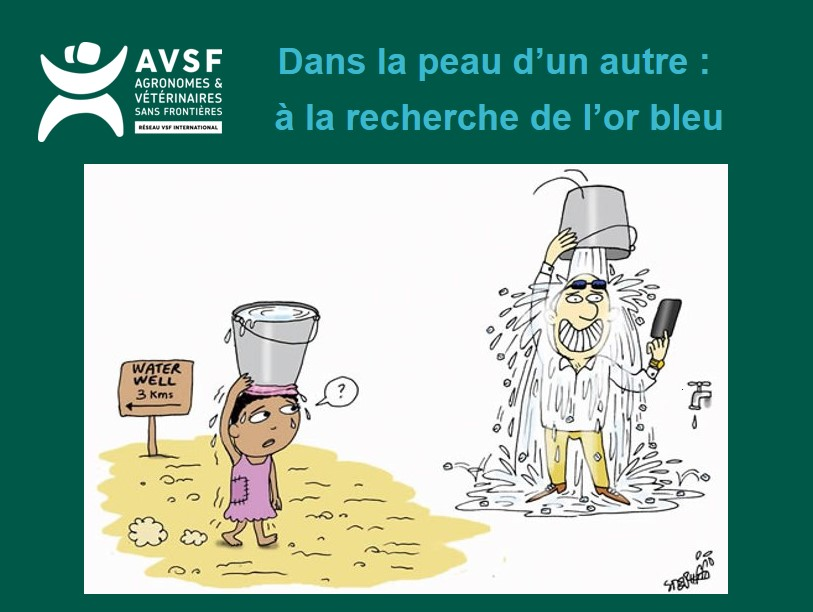 AVSF
AGRONOMES &
VÉTÉRINAIRES
SANS FRONTIÈRES
RÉSEAU VSF INTERNATIONAL
Dans la peau d’un autre :
à la recherche de l’or bleu
WATER
WELL
3 Kms
?